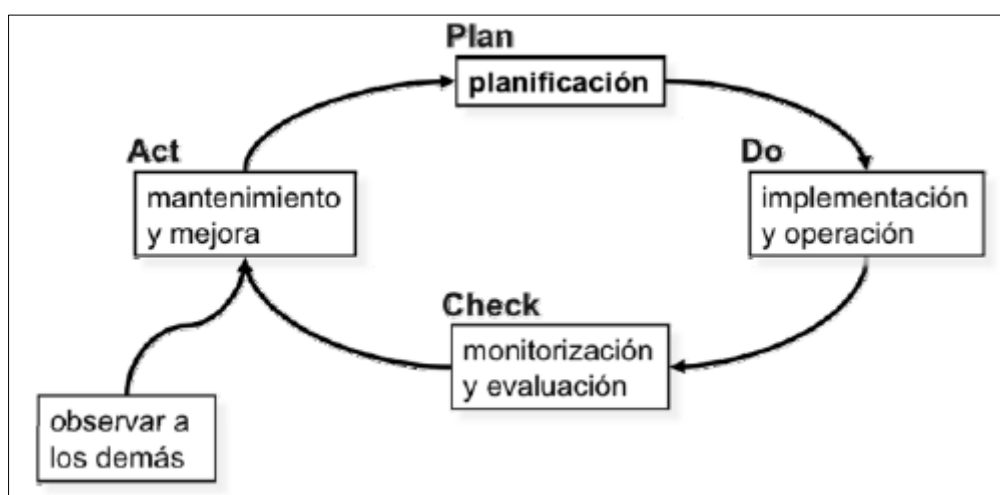 Plan
planificación
Act
mantenimiento
y mejora
Do
implementación
y operación
Check
monitorización
y evaluación
observar a
los demás